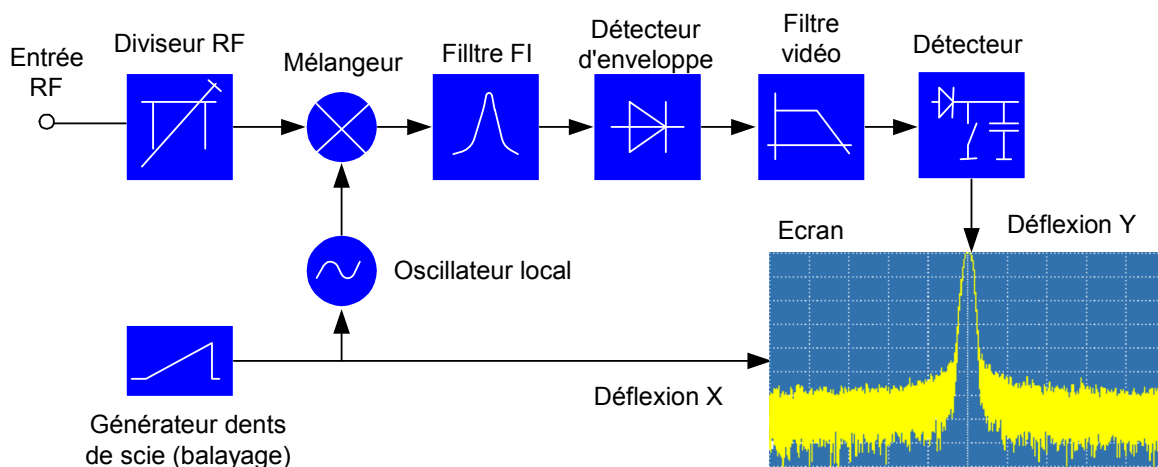 Entrée
RF
Diviseur RF
Mélangeur
Filltre FI
Détecteur
d'enveloppe
Filtre
vidéo
Détecteur
Oscillateur local
Ecran
Déflexion Y
Déflexion X
Générateur dents
de scie (balayage)